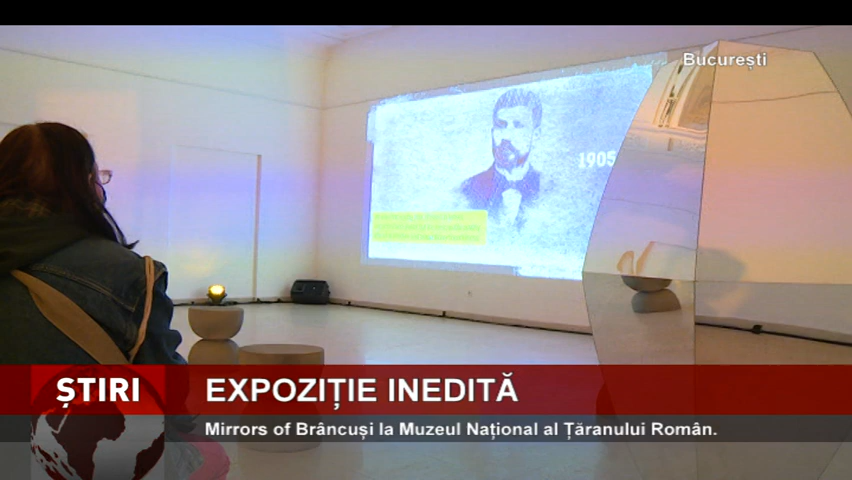 București
1905
ȘTIRI
EXPOZIȚIE INEDITĂ
Mirrors of Brâncuși la Muzeul Național al Țăranului Român.